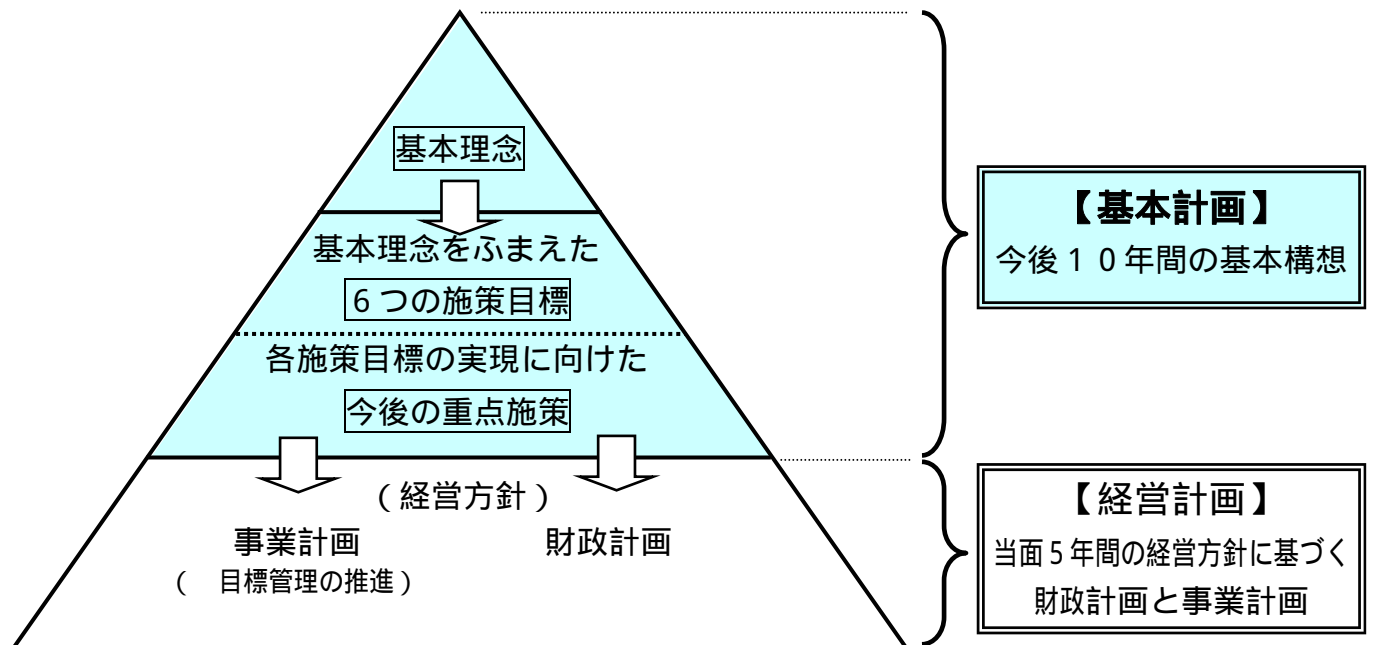 基本理念
基本理念をふまえた
６つの施策目標
各施策目標の実現に向けた
今後の重点施策
（経営方針）
事業計画
財政計画
（　目標管理の推進）
【基本計画】
今後１０年間の基本構想
【経営計画】
当面５年間の経営方針に基づく
財政計画と事業計画